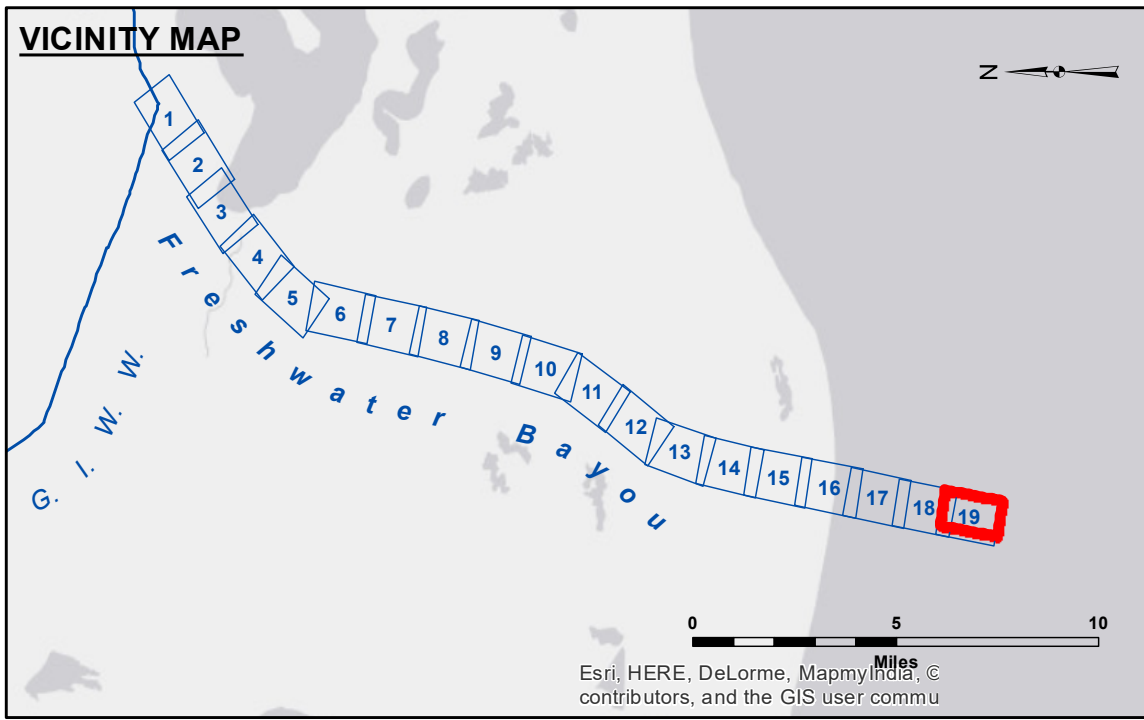 VICINITY MAP
N
1
2
3
4
5
6
7
8
9
10
11
12
13
14
15
16
17
18
19
Freshwater Bayou
G. I. W. W.
0 5 10
Miles
Esri, HERE, DeLorme, MapmyIndia, ©
contributors, and the GIS user commu